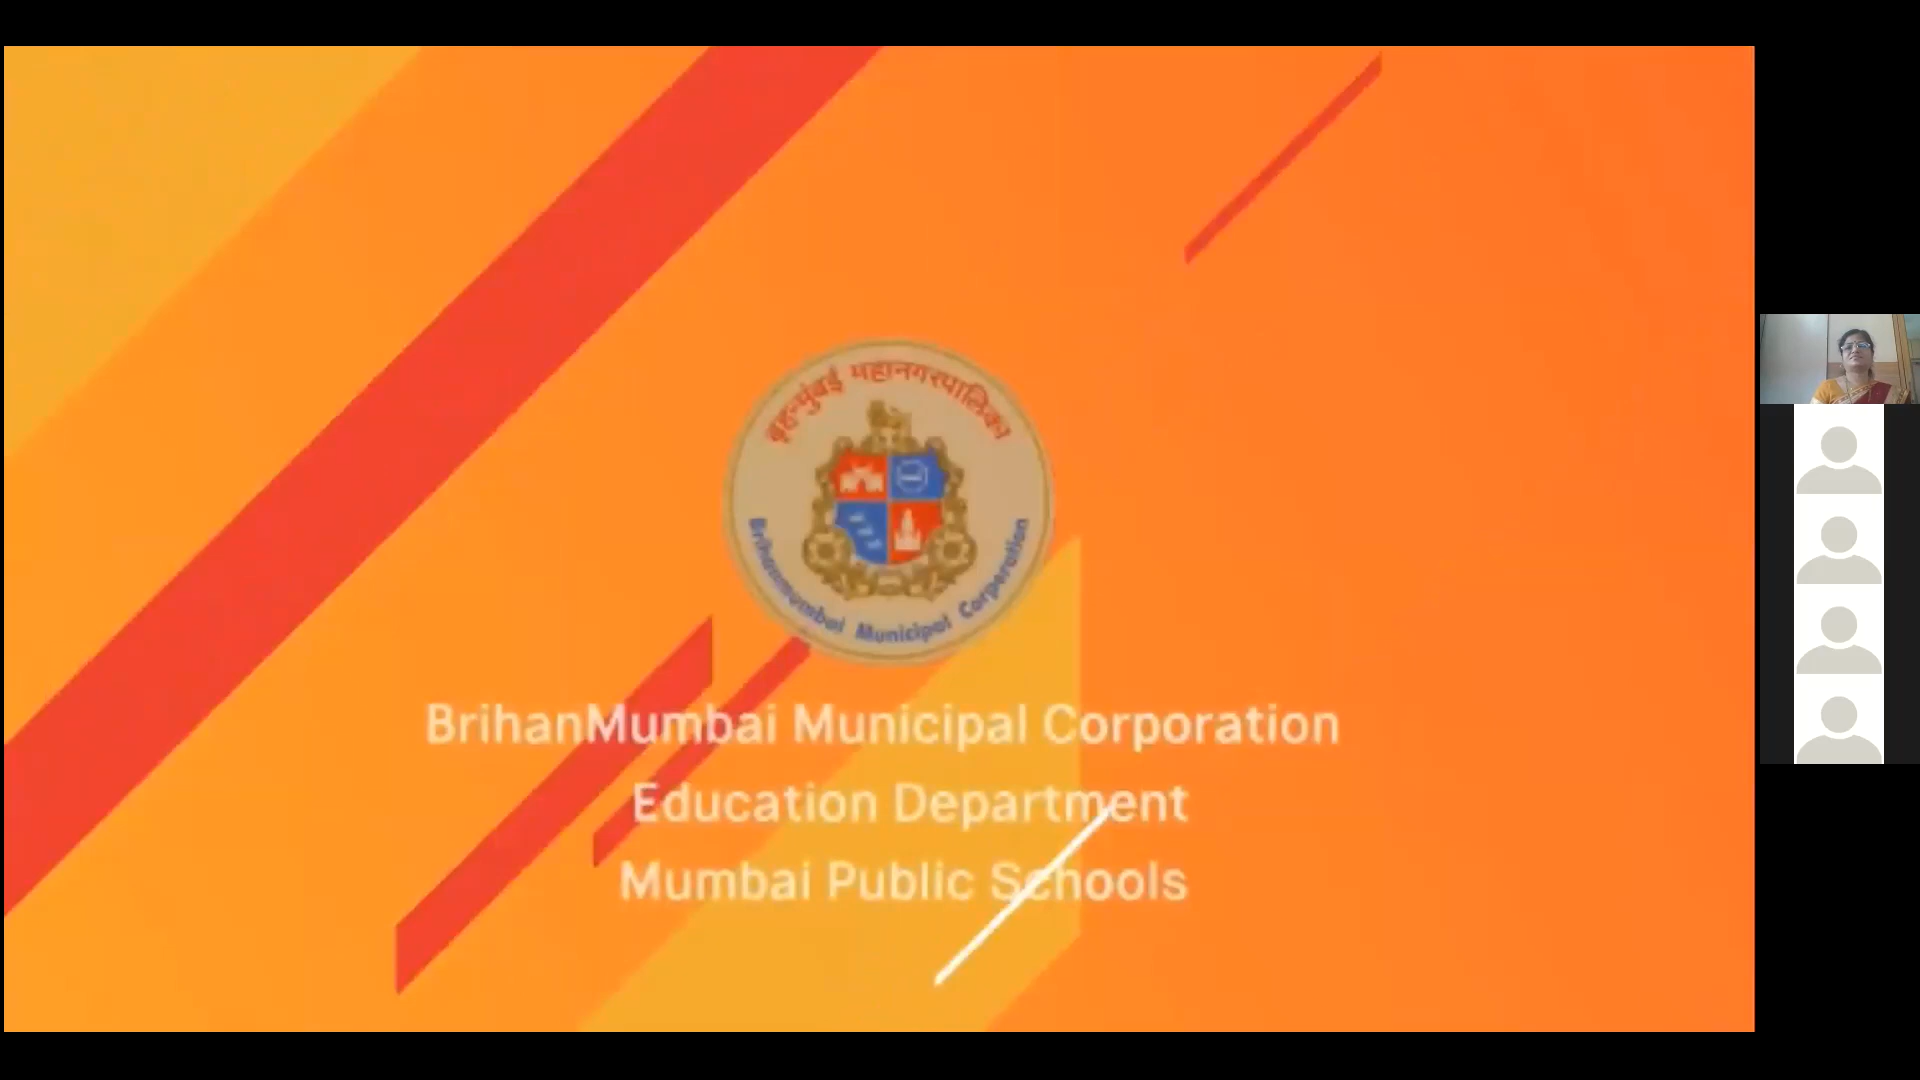 बृहन्मुंबई महानगरपालिका
Brihanmumbai Municipal Corporation
BrihanMumbai Municipal Corporation
Education Department
Mumbai Public Schools